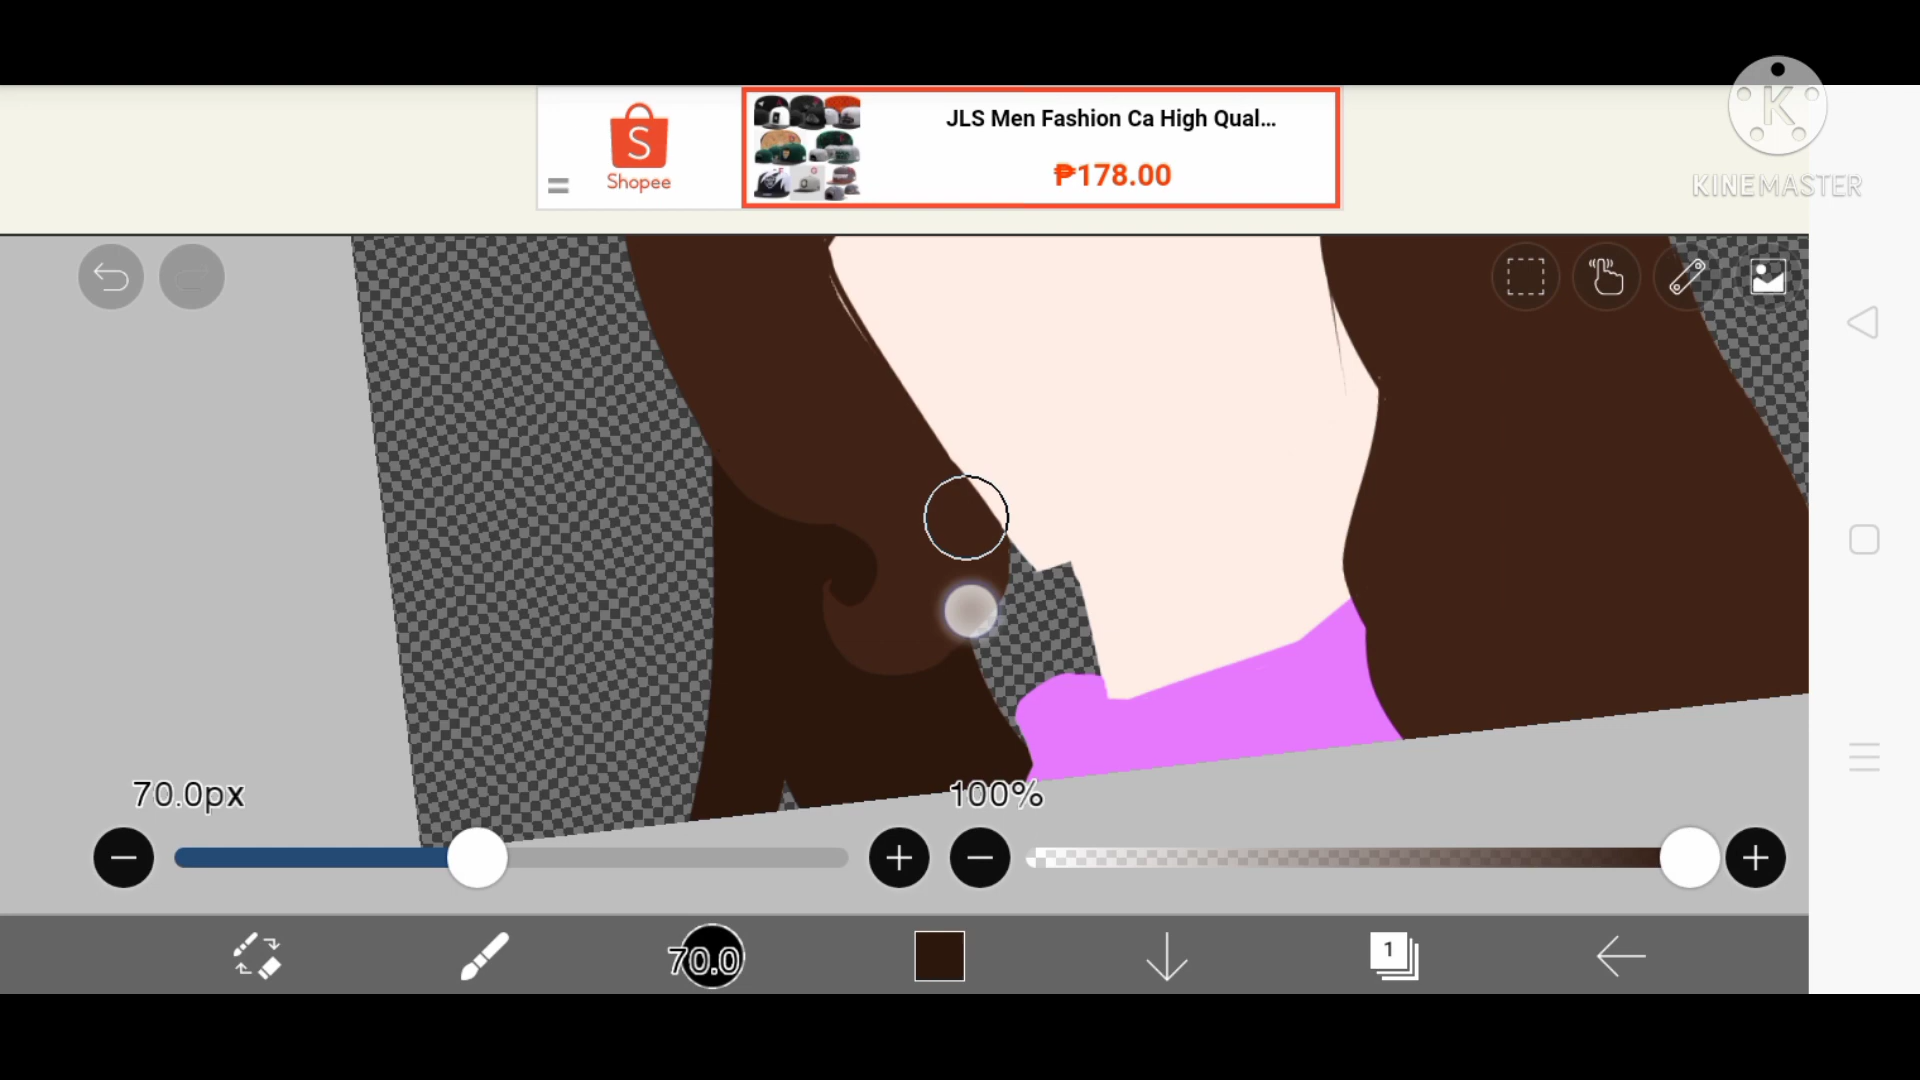 JLS Men Fashion Ca High Qual...
₱178.00
S
Shopee
K
KINEMASTER
70.0px
100%
70.0
1